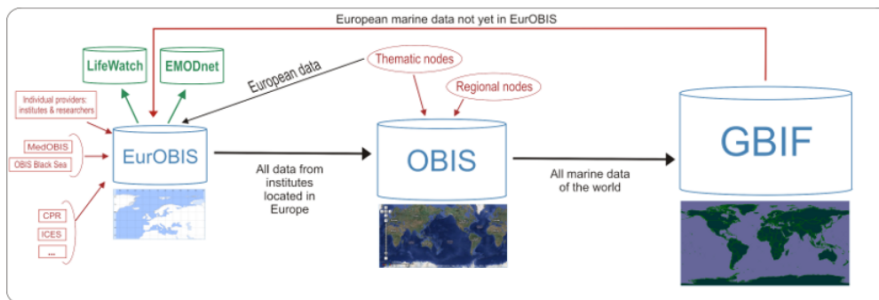 European marine data not yet in EurOBIS
LifeWatch
EMODnet
European data
Thematic nodes
Regional nodes
Individual providers:
institutes & researchers
MedOBIS
OBIS Black Sea
CPR
ICES
...
EurOBIS
All data from
institutes
located in
Europe
OBIS
All marine data
of the world
GBIF